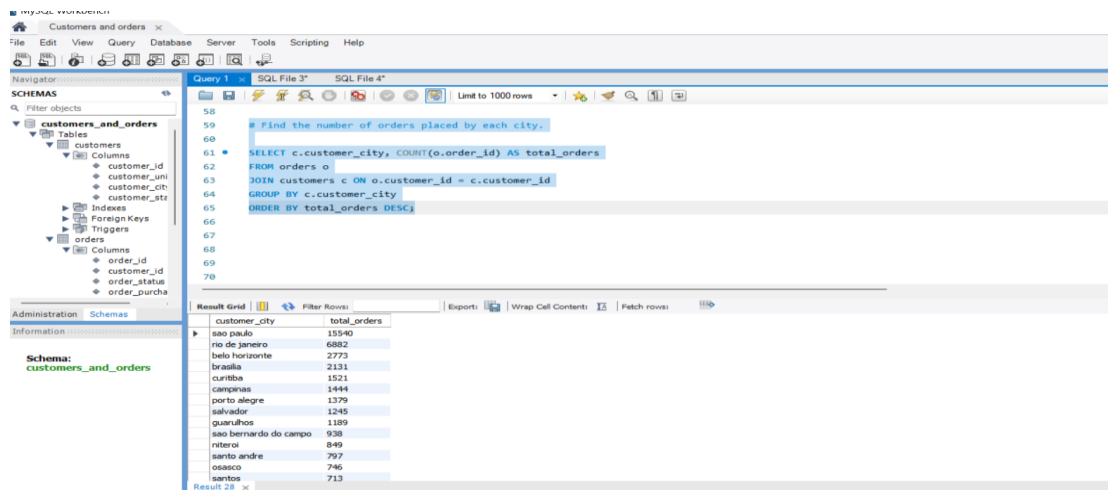 MySQL Workbench
Customers and orders
File Edit View Query Database Server Tools Scripting Help
Navigator
SCHEMAS
Filter objects
customers_and_orders
Tables
customers
Columns
customer_id
customer_uni
customer_city
customer_sta
Indexes
Foreign Keys
Triggers
orders
Columns
order_id
customer_id
order_status
order_purcha
Administration Schemas
Information
Schema:
customers_and_orders
Query 1 SQL File 3* SQL File 4*
Limit to 1000 rows
58
59 # Find the number of orders placed by each city.
60
61 SELECT c.customer_city, COUNT(o.order_id) AS total_orders
62 FROM orders o
63 JOIN customers c ON o.customer_id = c.customer_id
64 GROUP BY c.customer_city
65 ORDER BY total_orders DESC;
66
67
68
69
70
Result Grid Filter Rows: Export: Wrap Cell Content: Fetch rows:
customer_city total_orders
sao paulo 15540
rio de janeiro 6882
belo horizonte 2773
brasilia 2131
curitiba 1521
campinas 1444
porto alegre 1379
salvador 1245
guarulhos 1189
sao bernardo do campo 938
niteroi 849
santo andre 797
osasco 746
santos 713
Result 28